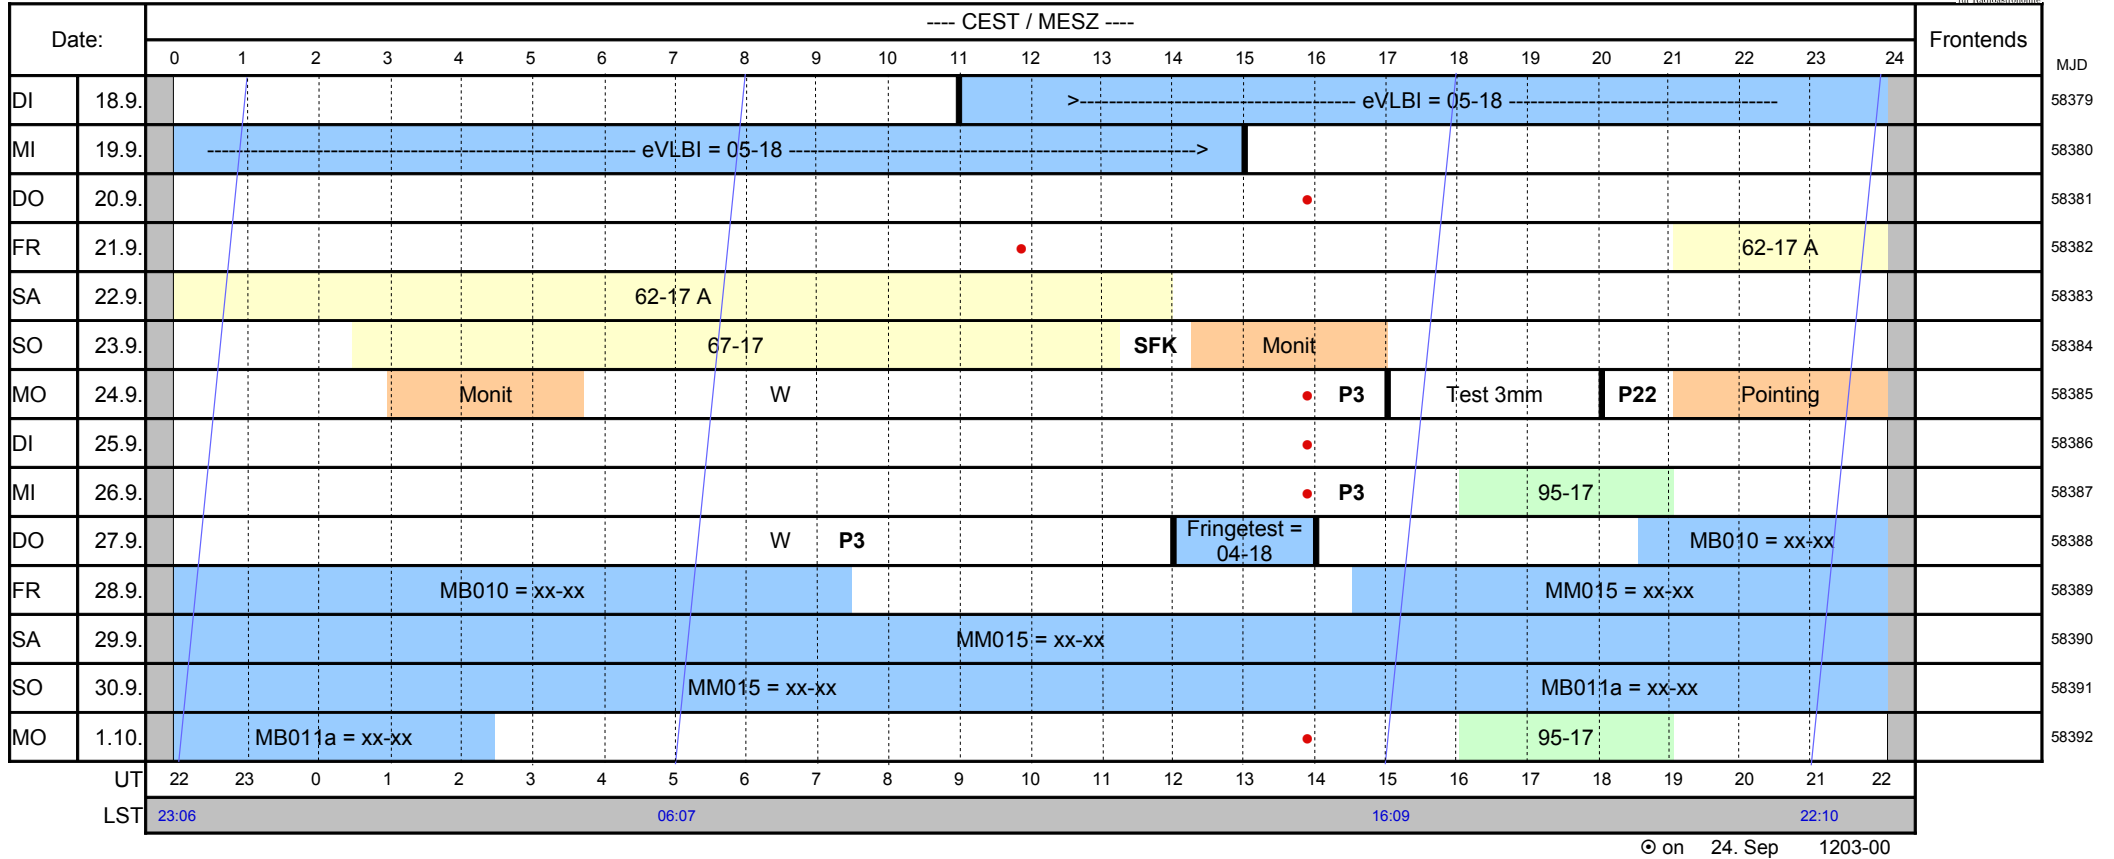 für Radioastronomie
Date: ---- CEST / MESZ ---- Frontends
0 1 2 3 4 5 6 7 8 9 10 11 12 13 14 15 16 17 18 19 20 21 22 23 24 MJD
DI 18.9. >------------------------------------- eVLBI = 05-18 ------------------------------------- 58379
MI 19.9. ----------------------------------------------------------- eVLBI = 05-18 --------------------------------------------------------> 58380
DO 20.9. 58381
FR 21.9. 62-17 A 58382
SA 22.9. 62-17 A 58383
SO 23.9. 67-17 SFK Monit 58384
MO 24.9. Monit W P3 Test 3mm P22 Pointing 58385
DI 25.9. 58386
MI 26.9. P3 95-17 58387
DO 27.9. W P3 Fringetest = MB010 = xx-xx 58388
04-18
FR 28.9. MB010 = xx-xx MM015 = xx-xx 58389
SA 29.9. MM015 = xx-xx 58390
SO 30.9. MM015 = xx-xx MB011a = xx-xx 58391
MO 1.10. MB011a = xx-xx 95-17 58392
UT 22 23 0 1 2 3 4 5 6 7 8 9 10 11 12 13 14 15 16 17 18 19 20 21 22
LST 23:06 06:07 16:09 22:10
⊙ on 24. Sep 1203-00